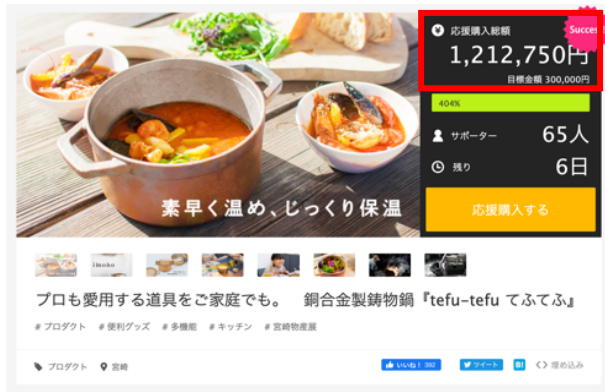 応援購入総額
Succes
1,212,750円
目標金額 300,000円
404%
サポーター 65人
残り 6日
素早く温め、じっくり保温
応援購入する
imoho
プロも愛用する道具をご家庭でも。 銅合金製鋳物鍋『tefu-tefu てふてふ』
# プロダクト # 便利グッズ # 多機能 # キッチン # 宮崎物産展
プロダクト 宮崎
いいね! 392 ツイート B! 埋め込み